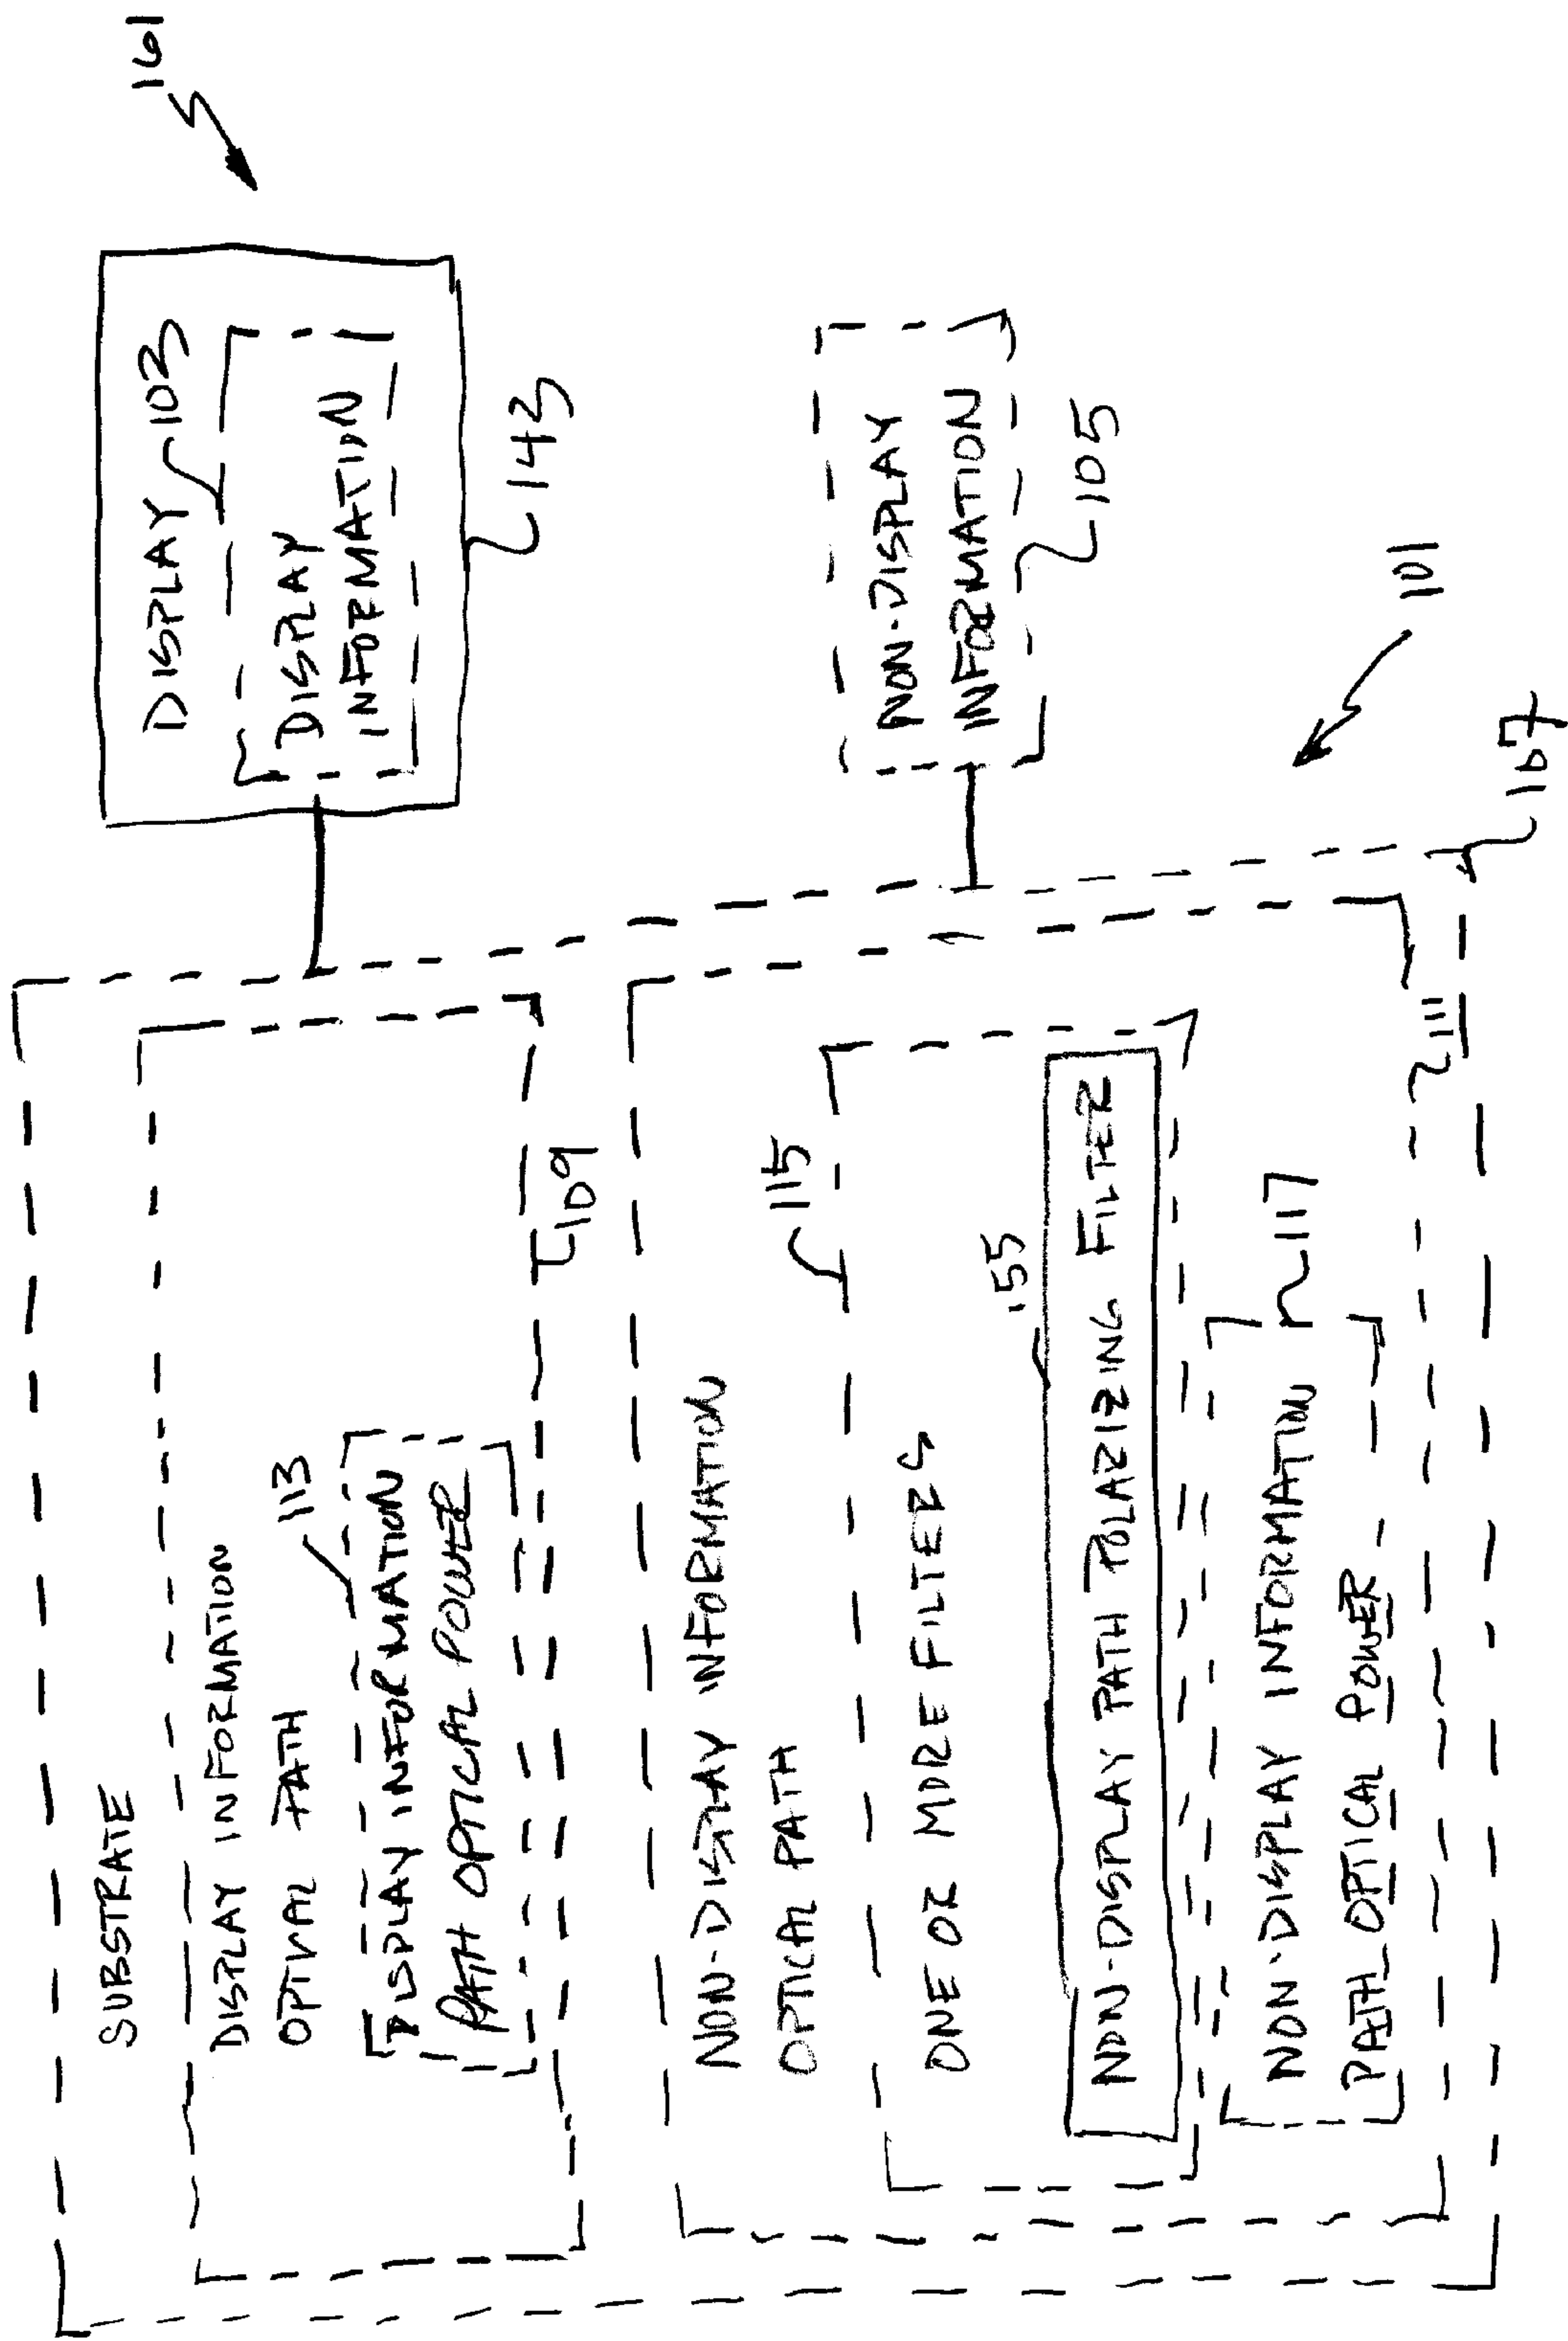 SUBSTRATE
DISPLAY INFORMATION
OPTICAL PATH
113
DISPLAY INFORMATION
PATH OPTICAL POWER
109
NON-DISPLAY INFORMATION
OPTICAL PATH
115
ONE OR MORE FILTERS
155
NON-DISPLAY PATH POLARIZING FILTER
117
NON-DISPLAY INFORMATION
PATH OPTICAL POWER
111
107
161
DISPLAY 103
DISPLAY
INFORMATION
143
NON-DISPLAY
INFORMATION
105
101